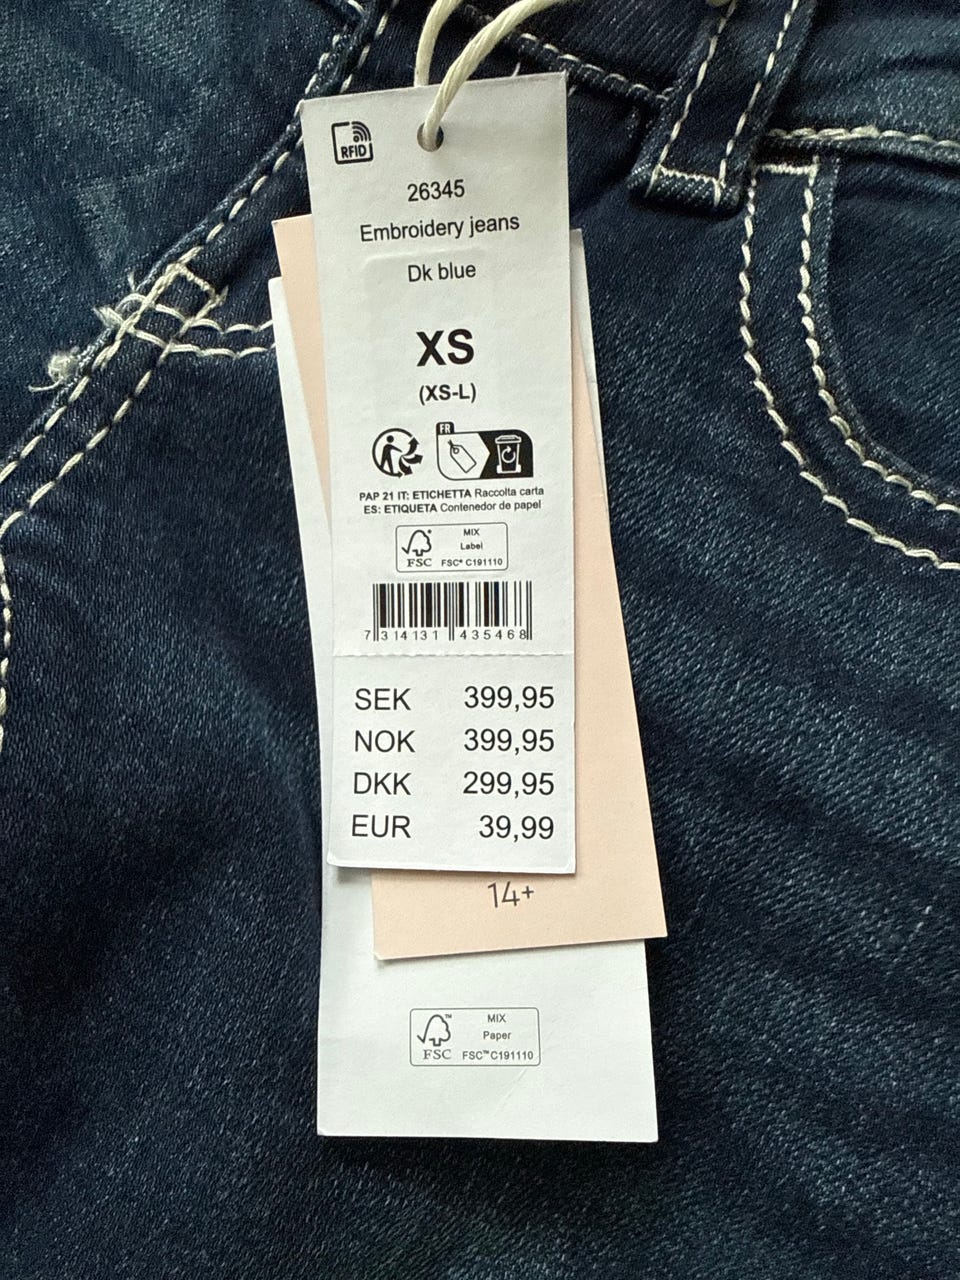 RFID
26345
Embroidery jeans
Dk blue
XS
(XS-L)
FR
PAP 21 IT: ETICHETTA Raccolta carta
ES: ETIQUETA Contenedor de papel
FSC
MIX
Label
FSC® C191110
7 314131 435468
SEK 399,95
NOK 399,95
DKK 299,95
EUR 39,99
14+
FSC™
MIX
Paper
FSC™ C191110